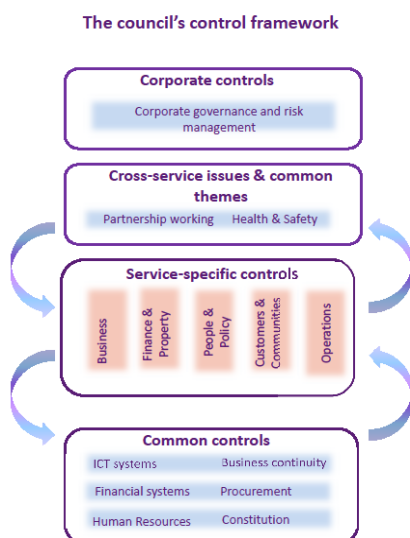 The council's control framework
Corporate controls
Corporate governance and risk
management
Cross-service issues & common
themes
Partnership working Health & Safety
Service-specific controls
Business
Finance &
Property
People &
Policy
Customers &
Communities
Operations
Common controls
ICT systems Business continuity
Financial systems Procurement
Human Resources Constitution